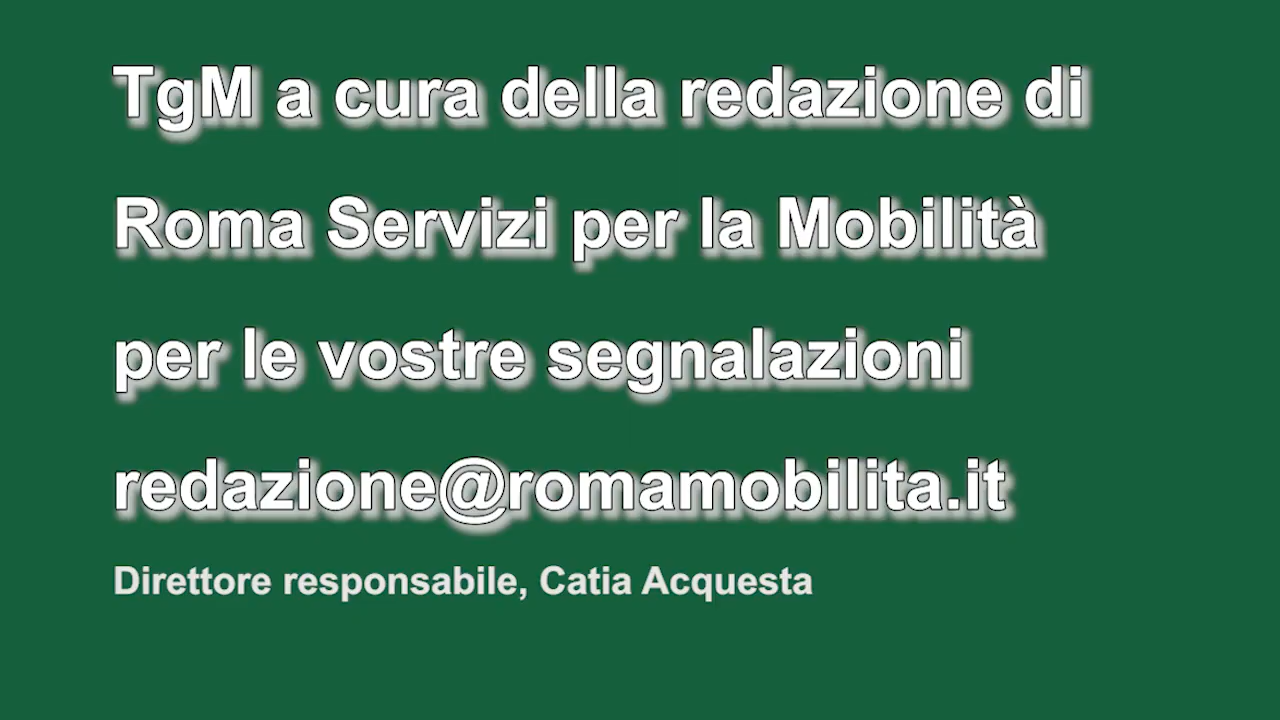 TgM a cura della redazione di
Roma Servizi per la Mobilità
per le vostre segnalazioni
redazione@romamobilita.it
Direttore responsabile, Catia Acquesta